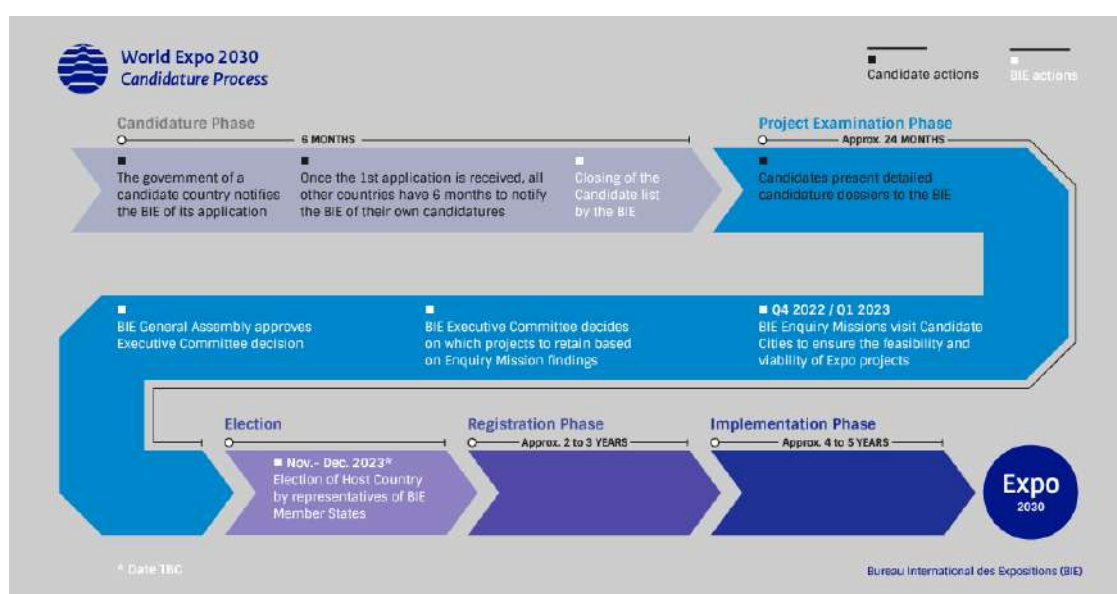 World Expo 2030
Candidature Process
Candidate actions
BIE actions
Candidature Phase
6 MONTHS
The government of a
candidate country notifies
the BIE of its application
Once the 1st application is received, all
other countries have 6 months to notify
the BIE of their own candidatures
Closing of the
Candidate list
by the BIE
Project Examination Phase
Approx. 24 MONTHS
Candidates present detailed
candidature dossiers to the BIE
Q4 2022 / Q1 2023
BIE Enquiry Missions visit Candidate
Cities to ensure the feasibility and
viability of Expo projects
BIE Executive Committee decides
on which projects to retain based
on Enquiry Mission findings
BIE General Assembly approves
Executive Committee decision
Election
Nov.- Dec. 2023*
Election of Host Country
by representatives of BIE
Member States
Registration Phase
Approx. 2 to 3 YEARS
Implementation Phase
Approx. 4 to 5 YEARS
Expo
2030
* Date TBC
Bureau International des Expositions (BIE)